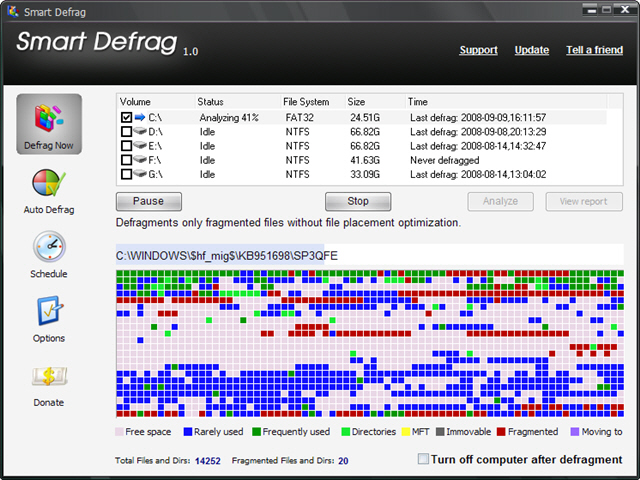 Smart Defrag
Smart Defrag 1.0
Support Update Tell a friend
Volume Status File System Size Time
C:\ Analyzing 41% FAT32 24.51G Last defrag: 2008-09-09,16:11:57
D:\ Idle NTFS 66.82G Last defrag: 2008-09-08,20:13:29
E:\ Idle NTFS 66.82G Last defrag: 2008-08-14,14:32:47
F:\ Idle NTFS 41.63G Never defragged
G:\ Idle NTFS 33.09G Last defrag: 2008-08-14,13:04:02
Defrag Now
Pause Stop Analyze View report
Auto Defrag
Defragments only fragmented files without file placement optimization.
C:\WINDOWS\$hf_mig$\KB951698\SP3QFE
Schedule
Options
Donate
Free space Rarely used Frequently used Directories MFT Immovable Fragmented Moving to
Total Files and Dirs: 14252 Fragmented Files and Dirs: 20 Turn off computer after defragment